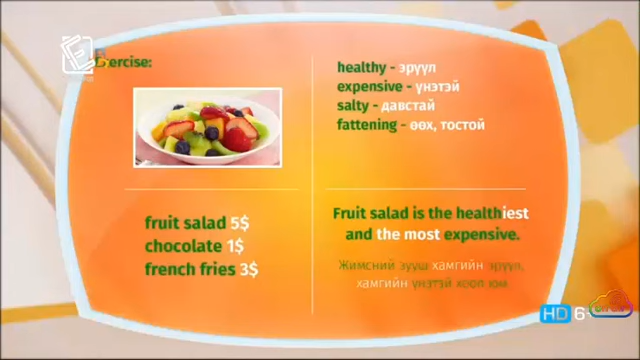 Exercise:
healthy - эрүүл
expensive - үнэтэй
salty - давстай
fattening - өөх, тостой
fruit salad 5$
chocolate 1$
french fries 3$
Fruit salad is the healthiest
and the most expensive.
Жимсний зууш хамгийн эрүүл,
хамгийн үнэтэй хоол юм
HD 6+